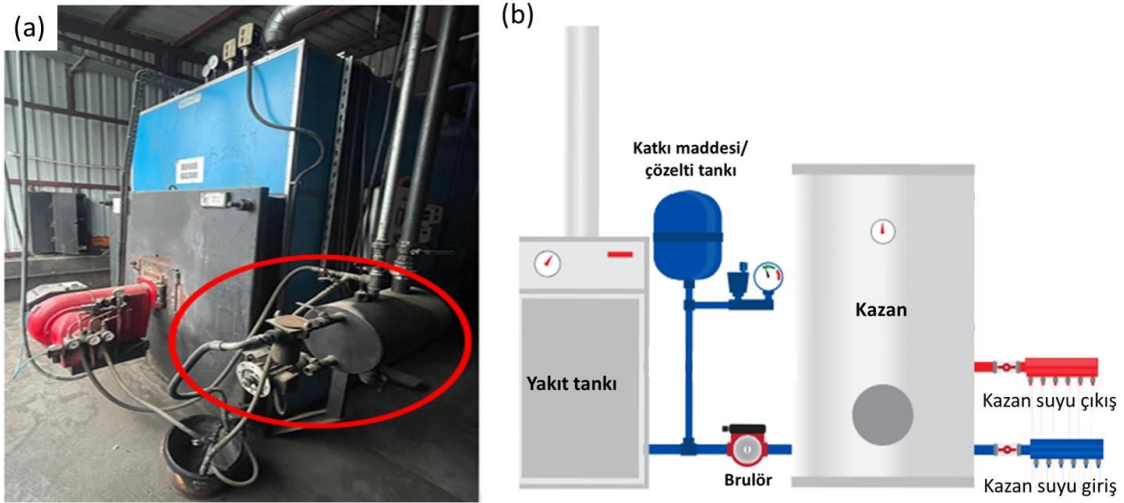 (a)
(b)
Katkı maddesi/
çözelti tankı
Kazan
Yakıt tankı
Kazan suyu çıkış
Brulör
Kazan suyu giriş